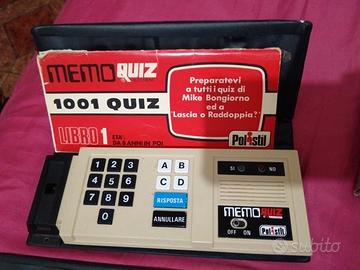 MEMO QUIZ
1001 QUIZ
LIBRO 1
ETA'
DA 9 ANNI IN POI
Preparatevi
a tutti i quiz di
Mike Bongiorno
ed a
"Lascia o Raddoppia?"
Polistil
1 2 3
4 5 6
7 8 9
0
A B
C D
RISPOSTA
ANNULLARE
SI NO
MEMO QUIZ
OFF ON
Polistil
subito